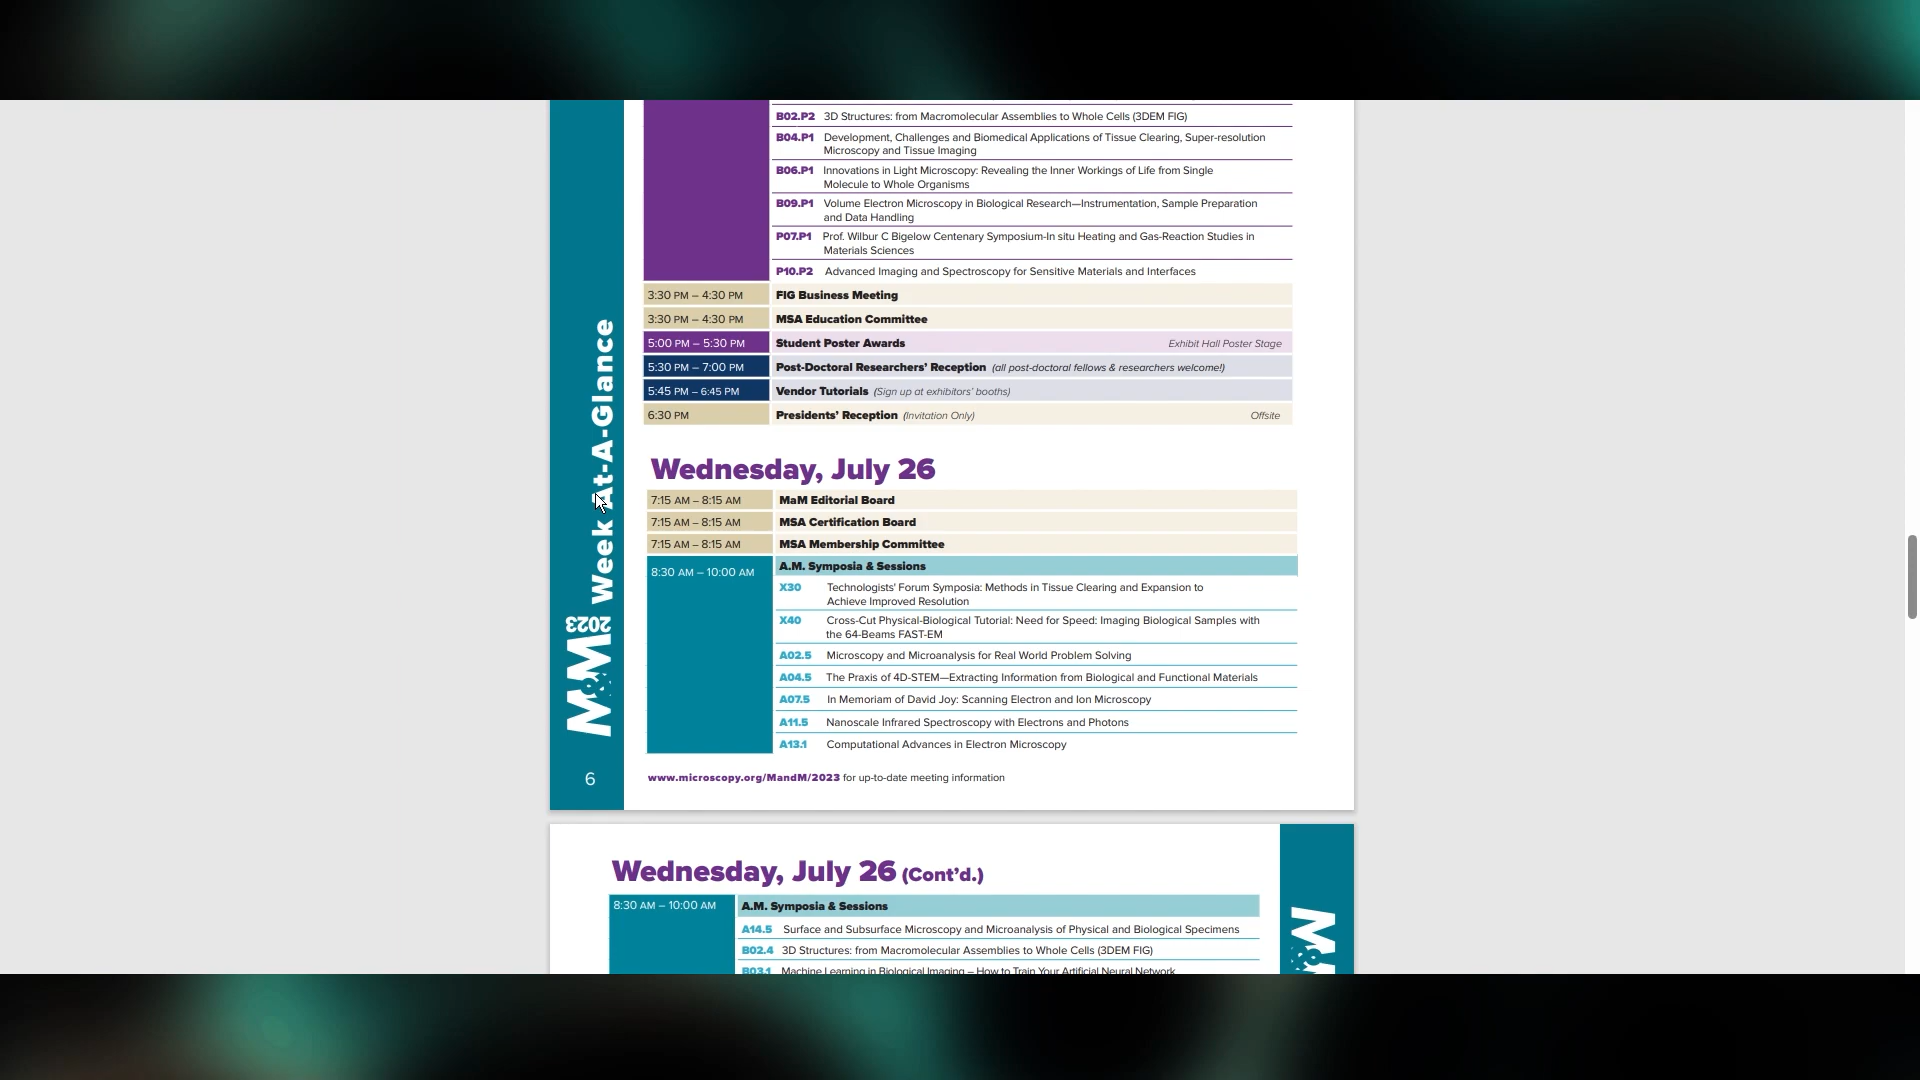 B02.P2 3D Structures: from Macromolecular Assemblies to Whole Cells (3DEM FIG)
B04.P1 Development, Challenges and Biomedical Applications of Tissue Clearing, Super-resolution
Microscopy and Tissue Imaging
B06.P1 Innovations in Light Microscopy: Revealing the Inner Workings of Life from Single
Molecule to Whole Organisms
B09.P1 Volume Electron Microscopy in Biological Research—Instrumentation, Sample Preparation
and Data Handling
P07.P1 Prof. Wilbur C Bigelow Centenary Symposium-In situ Heating and Gas-Reaction Studies in
Materials Sciences
P10.P2 Advanced Imaging and Spectroscopy for Sensitive Materials and Interfaces
3:30 PM – 4:30 PM FIG Business Meeting
3:30 PM – 4:30 PM MSA Education Committee
5:00 PM – 5:30 PM Student Poster Awards Exhibit Hall Poster Stage
5:30 PM – 7:00 PM Post-Doctoral Researchers’ Reception (all post-doctoral fellows & researchers welcome!)
5:45 PM – 6:45 PM Vendor Tutorials (Sign up at exhibitors’ booths)
6:30 PM Presidents’ Reception (Invitation Only) Offsite
Wednesday, July 26
7:15 AM – 8:15 AM MaM Editorial Board
7:15 AM – 8:15 AM MSA Certification Board
7:15 AM – 8:15 AM MSA Membership Committee
8:30 AM – 10:00 AM A.M. Symposia & Sessions
X30 Technologists’ Forum Symposia: Methods in Tissue Clearing and Expansion to
Achieve Improved Resolution
X40 Cross-Cut Physical-Biological Tutorial: Need for Speed: Imaging Biological Samples with
the 64-Beams FAST-EM
A02.5 Microscopy and Microanalysis for Real World Problem Solving
A04.5 The Praxis of 4D-STEM—Extracting Information from Biological and Functional Materials
A07.5 In Memoriam of David Joy: Scanning Electron and Ion Microscopy
A11.5 Nanoscale Infrared Spectroscopy with Electrons and Photons
A13.1 Computational Advances in Electron Microscopy
www.microscopy.org/MandM/2023 for up-to-date meeting information
M&M 2023 Week At-A-Glance
6
Wednesday, July 26 (Cont’d.)
8:30 AM – 10:00 AM A.M. Symposia & Sessions
A14.5 Surface and Subsurface Microscopy and Microanalysis of Physical and Biological Specimens
B02.4 3D Structures: from Macromolecular Assemblies to Whole Cells (3DEM FIG)
B03.1 Machine Learning in Biological Imaging – How to Train Your Artificial Neural Network
M&